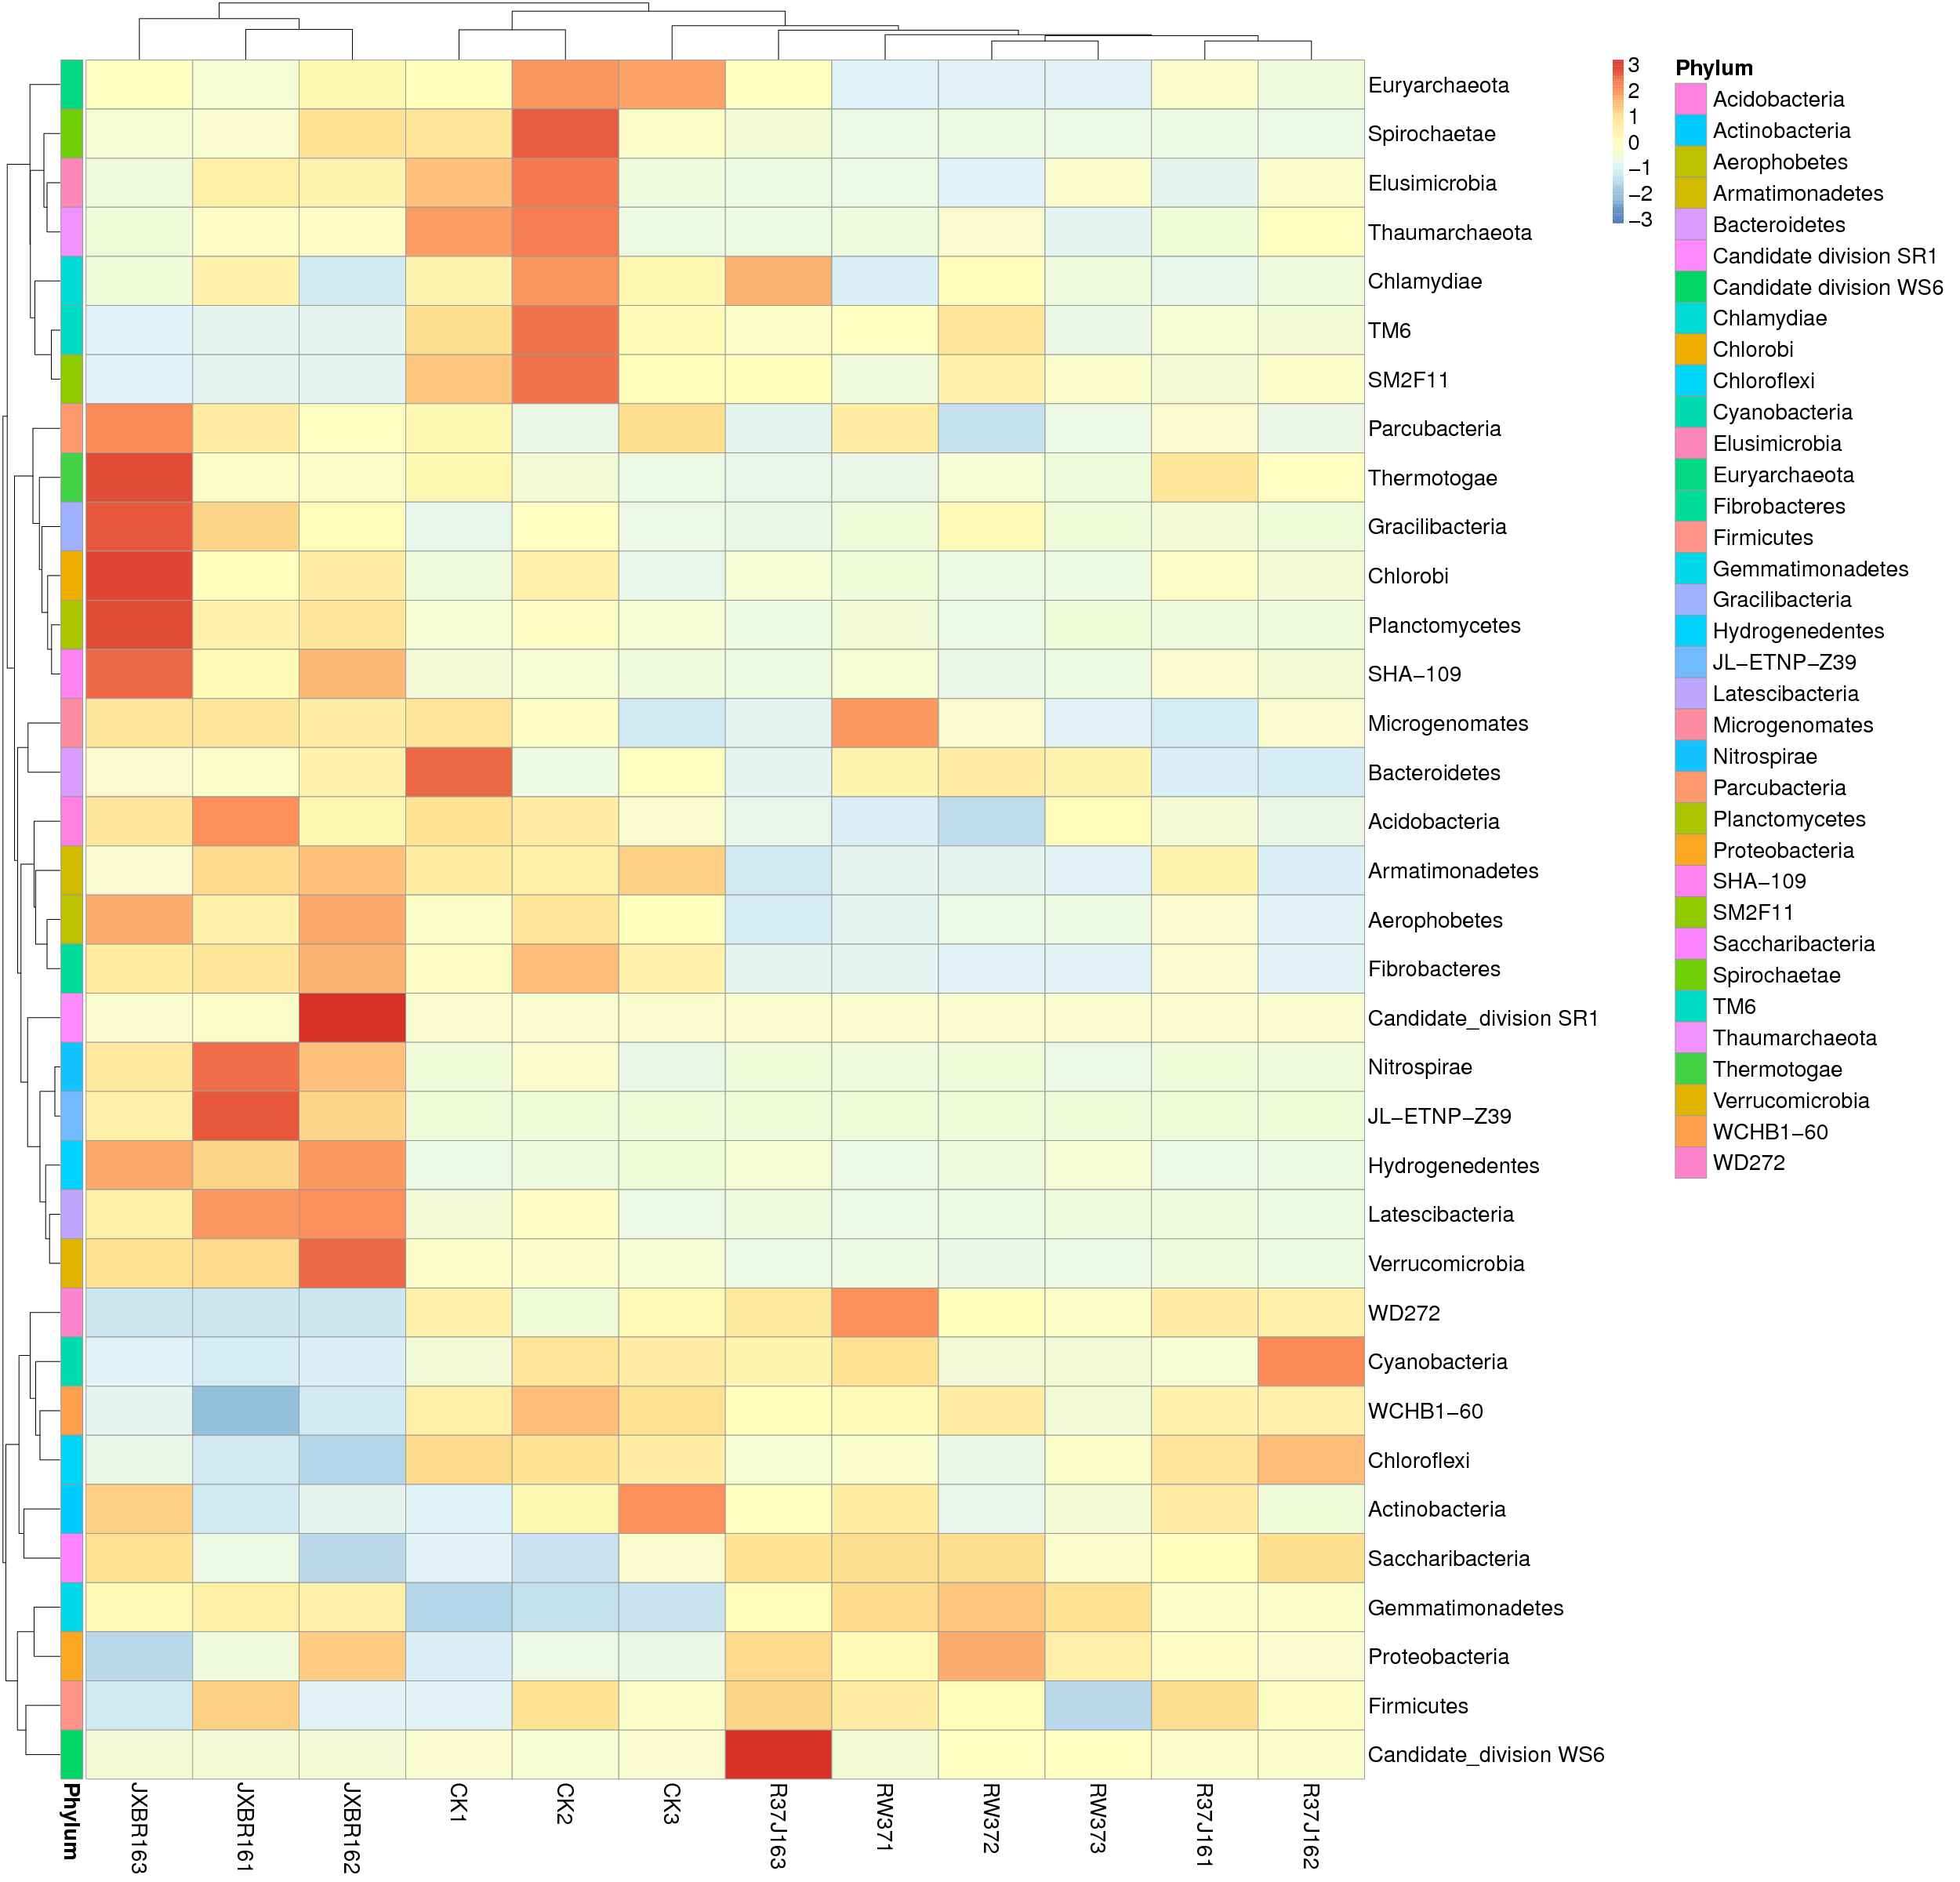 Euryarchaeota
Spirochaetae
Elusimicrobia
Thaumarchaeota
Chlamydiae
TM6
SM2F11
Parcubacteria
Thermotogae
Gracilibacteria
Chlorobi
Planctomycetes
SHA−109
Microgenomates
Bacteroidetes
Acidobacteria
Armatimonadetes
Aerophobetes
Fibrobacteres
Candidate_division SR1
Nitrospirae
JL−ETNP−Z39
Hydrogenedentes
Latescibacteria
Verrucomicrobia
WD272
Cyanobacteria
WCHB1−60
Chloroflexi
Actinobacteria
Saccharibacteria
Gemmatimonadetes
Proteobacteria
Firmicutes
Candidate_division WS6
Phylum
JXBR163
JXBR161
JXBR162
CK1
CK2
CK3
R37J163
RW371
RW372
RW373
R37J161
R37J162
3
2
1
0
−1
−2
−3
Phylum
Acidobacteria
Actinobacteria
Aerophobetes
Armatimonadetes
Bacteroidetes
Candidate division SR1
Candidate division WS6
Chlamydiae
Chlorobi
Chloroflexi
Cyanobacteria
Elusimicrobia
Euryarchaeota
Fibrobacteres
Firmicutes
Gemmatimonadetes
Gracilibacteria
Hydrogenedentes
JL−ETNP−Z39
Latescibacteria
Microgenomates
Nitrospirae
Parcubacteria
Planctomycetes
Proteobacteria
SHA−109
SM2F11
Saccharibacteria
Spirochaetae
TM6
Thaumarchaeota
Thermotogae
Verrucomicrobia
WCHB1−60
WD272